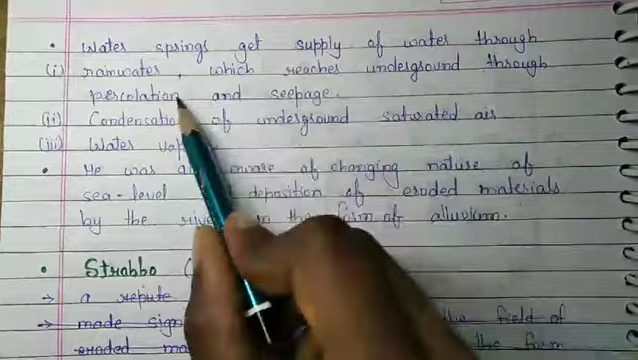 • Water springs get supply of water through
(i) rainwater, which reaches underground through
percolation and seepage.
(ii) Condensation of underground saturated air
(iii) Water
• He was aware of changing nature of
sea-level deposition of eroded materials
by the in the form of alluvium.
• Strabbo (
→ a repute
→ made the field of
eroded the form